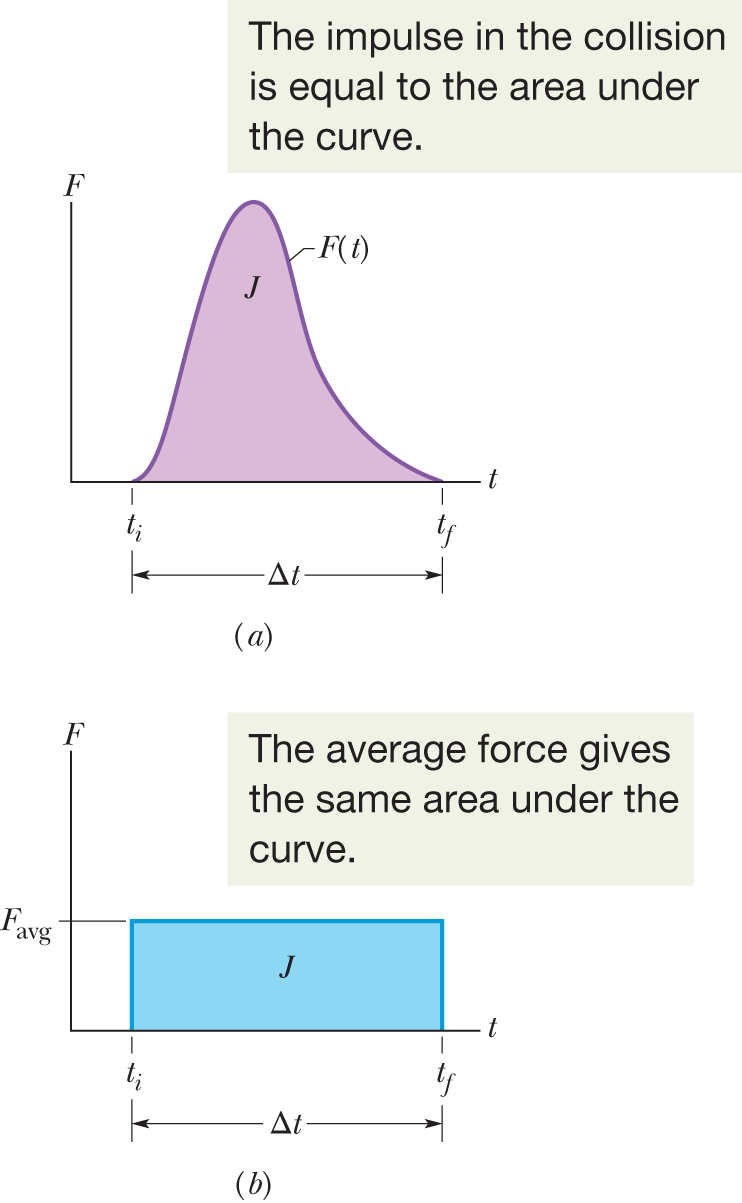 The impulse in the collision
is equal to the area under
the curve.
F
F(t)
J
t
t_i
t_f
Δt
(a)
F
The average force gives
the same area under the
curve.
F_avg
J
t
t_i
t_f
Δt
(b)